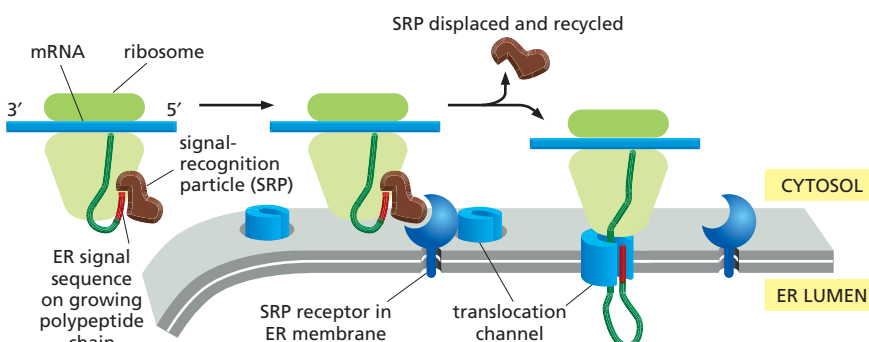 SRP displaced and recycled
mRNA
ribosome
3′
5′
signal-
recognition
particle (SRP)
CYTOSOL
ER signal
sequence
on growing
polypeptide
chain
SRP receptor in
ER membrane
translocation
channel
ER LUMEN